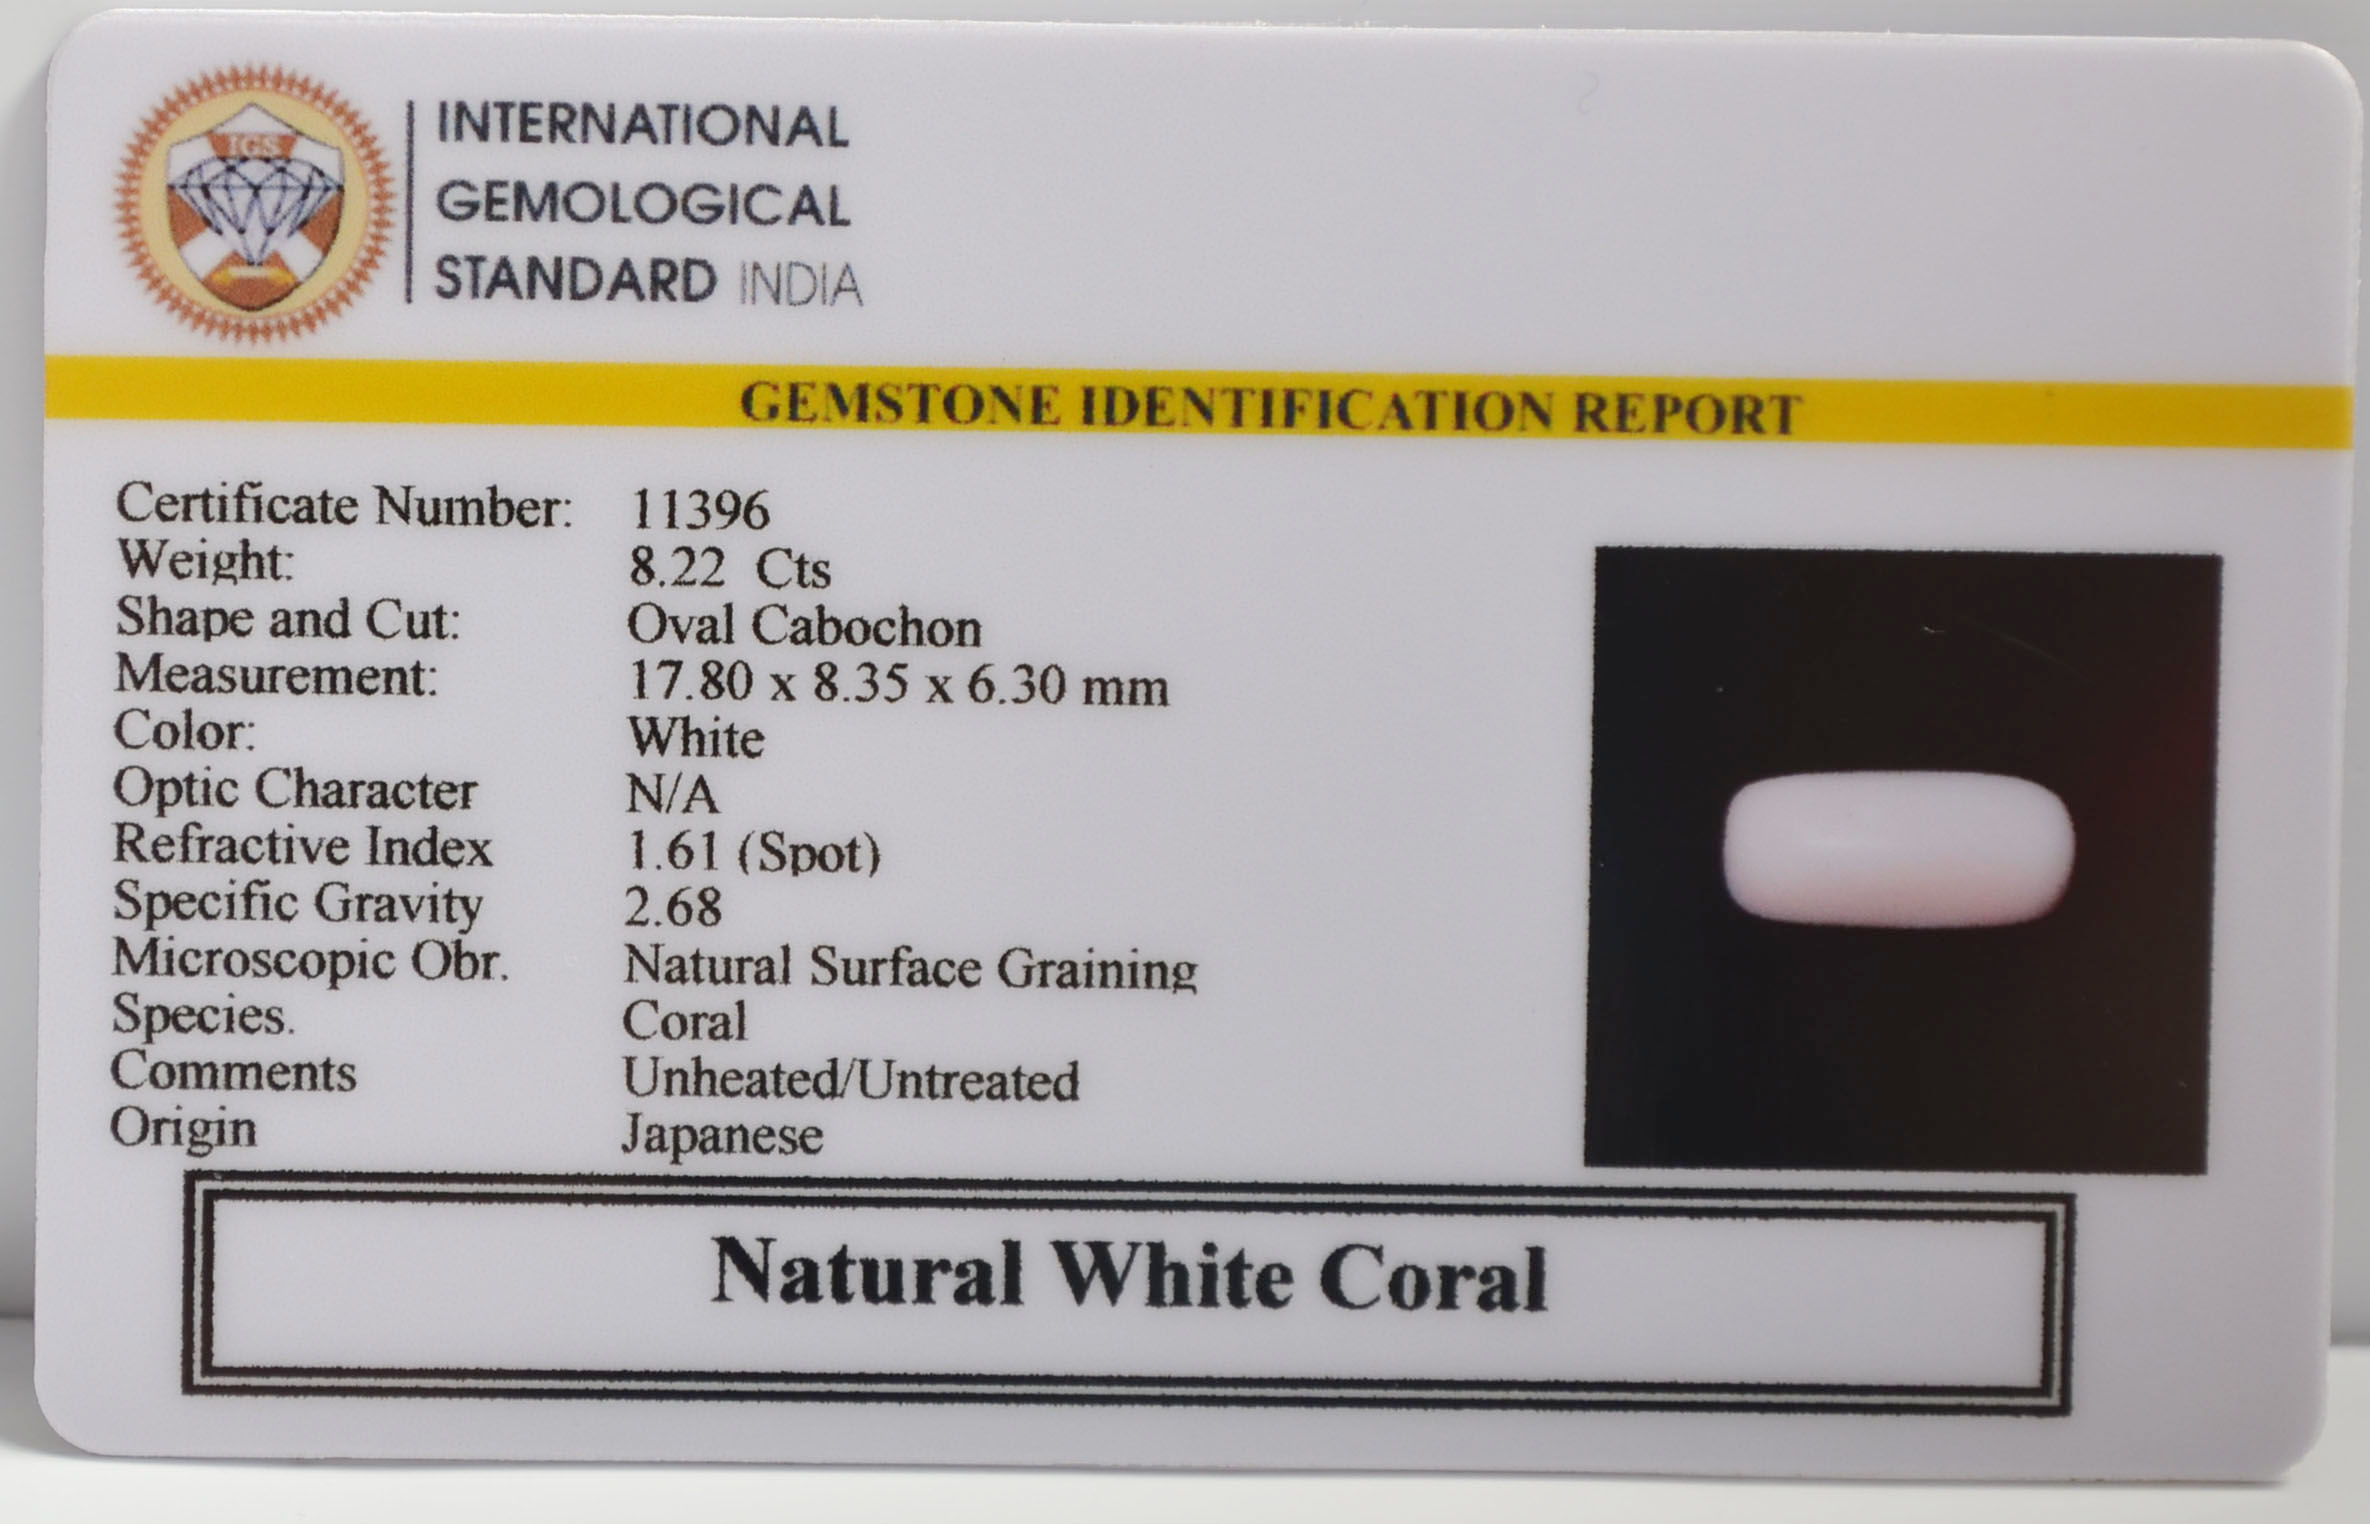 IGS
INTERNATIONAL
GEMOLOGICAL
STANDARD INDIA
GEMSTONE IDENTIFICATION REPORT
Certificate Number: 11396
Weight: 8.22 Cts
Shape and Cut: Oval Cabochon
Measurement: 17.80 x 8.35 x 6.30 mm
Color: White
Optic Character N/A
Refractive Index 1.61 (Spot)
Specific Gravity 2.68
Microscopic Obr. Natural Surface Graining
Species. Coral
Comments Unheated/Untreated
Origin Japanese
Natural White Coral